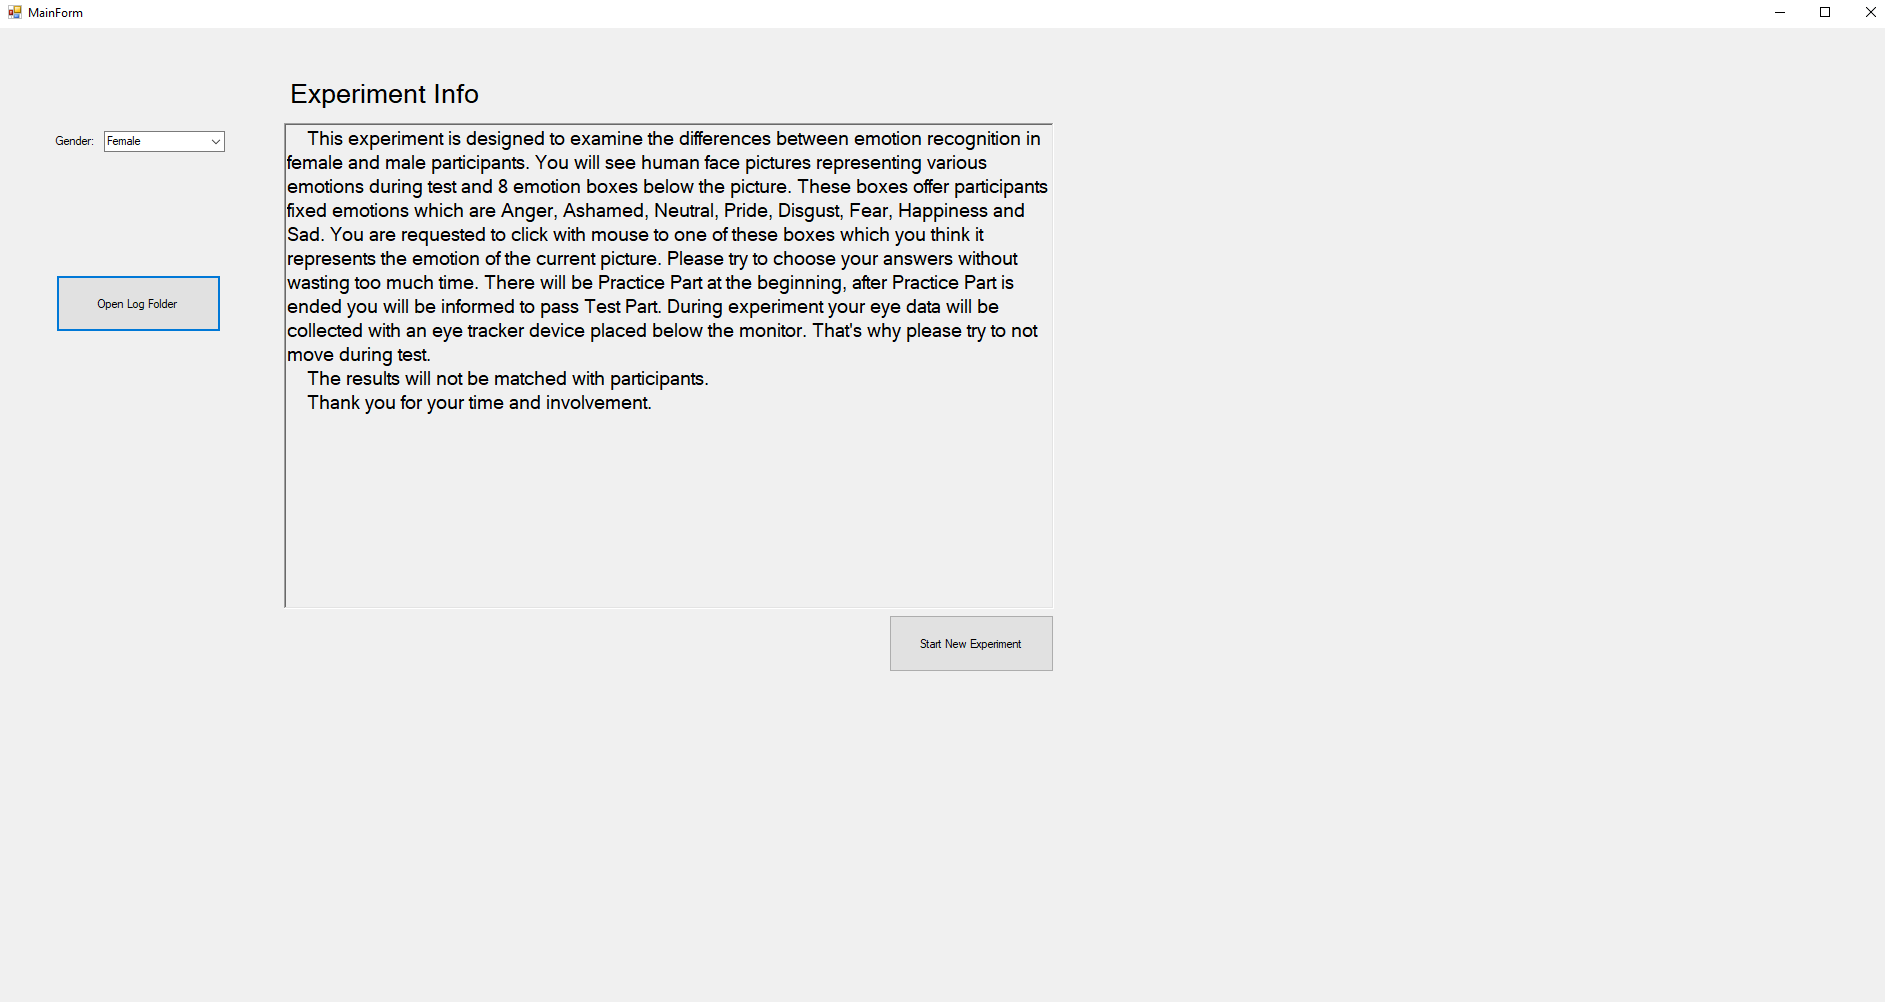 MainForm
Experiment Info
Gender: Female
This experiment is designed to examine the differences between emotion recognition in
female and male participants. You will see human face pictures representing various
emotions during test and 8 emotion boxes below the picture. These boxes offer participants
fixed emotions which are Anger, Ashamed, Neutral, Pride, Disgust, Fear, Happiness and
Sad. You are requested to click with mouse to one of these boxes which you think it
represents the emotion of the current picture. Please try to choose your answers without
wasting too much time. There will be Practice Part at the beginning, after Practice Part is
ended you will be informed to pass Test Part. During experiment your eye data will be
collected with an eye tracker device placed below the monitor. That's why please try to not
move during test.
The results will not be matched with participants.
Thank you for your time and involvement.
Open Log Folder
Start New Experiment